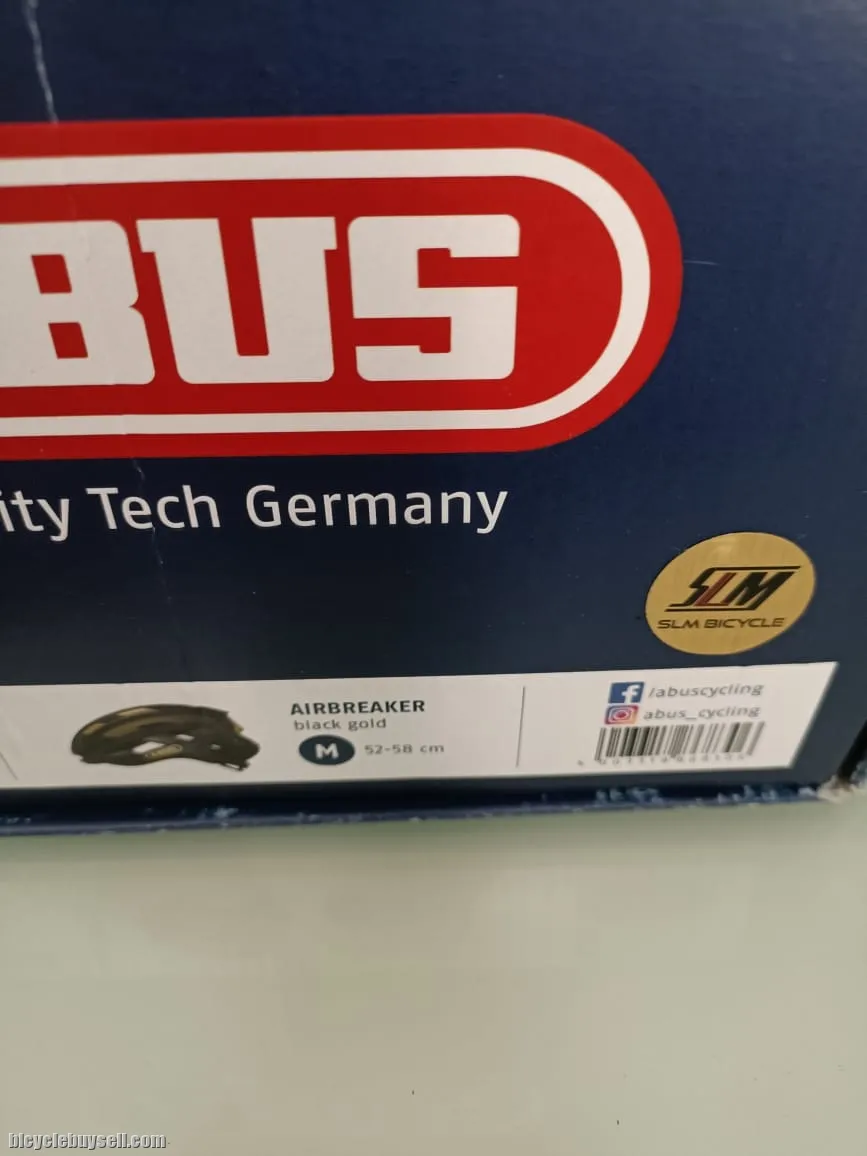 BUS
ity Tech Germany
SLM
SLM BICYCLE
AIRBREAKER
black gold
M 52-58 cm
/abuscycling
abus_cycling
bicyclebuysell.com